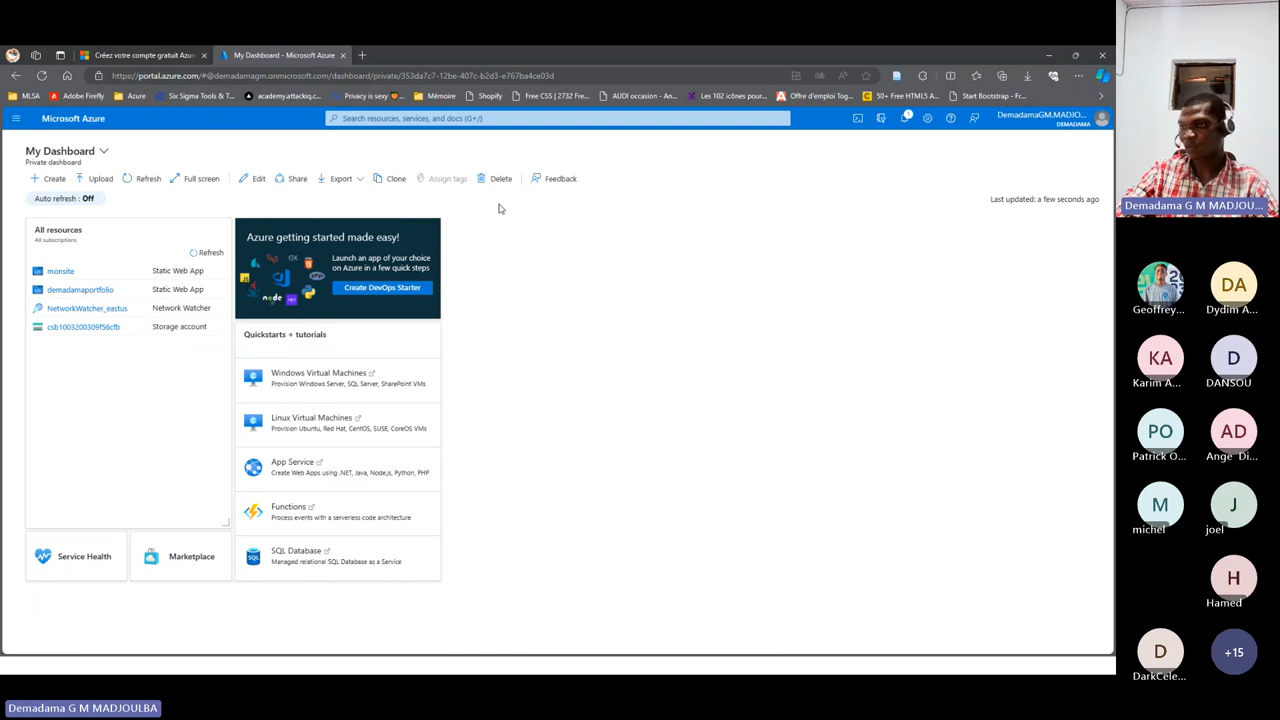 Créez votre compte gratuit Azur
My Dashboard - Microsoft Azure
https://portal.azure.com/#@demadamagm.onmicrosoft.com/dashboard/private/353da7c7-12be-407c-b2d3-e767ba4ce03d
MLSA
Adobe Firefly
Azure
Six Sigma Tools & T...
academy.attackiq.c...
Privacy is sexy
Mémoire
Shopify
Free CSS | 2732 Fre...
AUDI occasion - An...
Les 102 icônes pour...
Offre d'emploi Tog...
50+ Free HTML5 A...
Start Bootstrap - Fr...
Microsoft Azure
Search resources, services, and docs (G+/)
1
DemadamaGM.MADJO...
DEMADAMA
My Dashboard
Private dashboard
Create
Upload
Refresh
Full screen
Edit
Share
Export
Clone
Assign tags
Delete
Feedback
Auto refresh : Off
Last updated: a few seconds ago
All resources
All subscriptions
Refresh
monsite Static Web App
demadamaportfolio Static Web App
NetworkWatcher_eastus Network Watcher
csb1003200309f56cfb Storage account
Service Health
Marketplace
Azure getting started made easy!
Launch an app of your choice
on Azure in a few quick steps
Create DevOps Starter
EX
JS
php
node
NET
Quickstarts + tutorials
Windows Virtual Machines
Provision Windows Server, SQL Server, SharePoint VMs
Linux Virtual Machines
Provision Ubuntu, Red Hat, CentOS, SUSE, CoreOS VMs
App Service
Create Web Apps using .NET, Java, Node.js, Python, PHP
Functions
Process events with a serverless code architecture
SQL
SQL Database
Managed relational SQL Database as a Service
Demadama G M MADJOU...
Geoffrey...
DA
Dydim A...
KA
Karim A...
D
DANSOU
PO
Patrick O...
AD
Ange Di...
M
michel
J
joel
H
Hamed
D
DarkCele...
+15
Demadama G M MADJOULBA